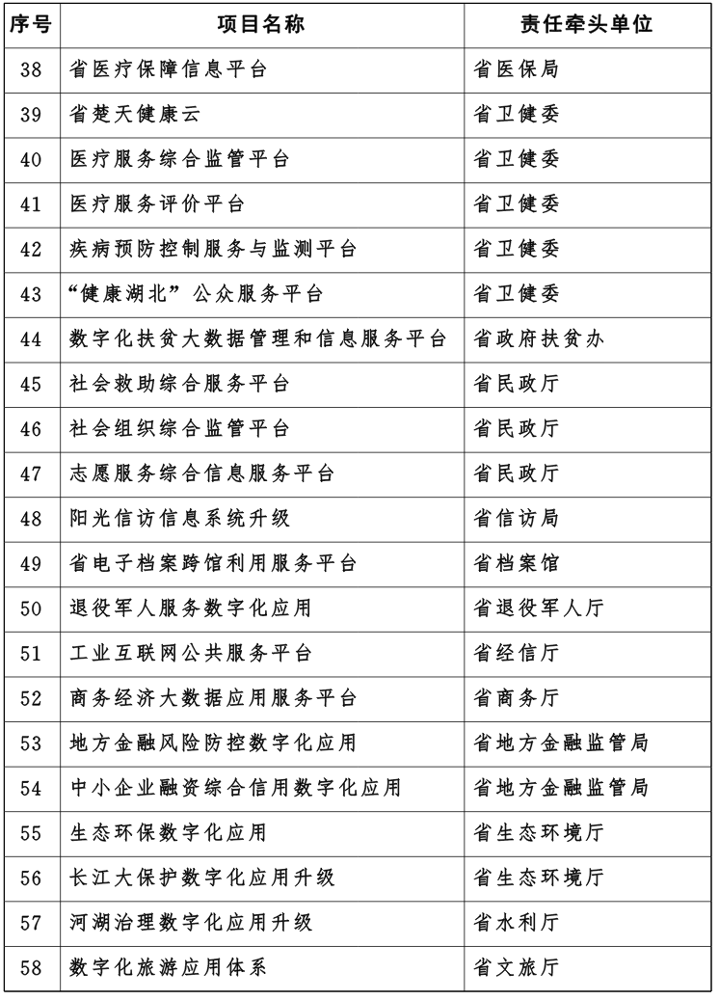 序号 项目名称 责任牵头单位
38 省医疗保障信息平台 省医保局
39 省楚天健康云 省卫健委
40 医疗服务综合监管平台 省卫健委
41 医疗服务评价平台 省卫健委
42 疾病预防控制服务与监测平台 省卫健委
43 “健康湖北”公众服务平台 省卫健委
44 数字化扶贫大数据管理和信息服务平台 省政府扶贫办
45 社会救助综合服务平台 省民政厅
46 社会组织综合监管平台 省民政厅
47 志愿服务综合信息服务平台 省民政厅
48 阳光信访信息系统升级 省信访局
49 省电子档案跨馆利用服务平台 省档案馆
50 退役军人服务数字化应用 省退役军人厅
51 工业互联网公共服务平台 省经信厅
52 商务经济大数据应用服务平台 省商务厅
53 地方金融风险防控数字化应用 省地方金融监管局
54 中小企业融资综合信用数字化应用 省地方金融监管局
55 生态环保数字化应用 省生态环境厅
56 长江大保护数字化应用升级 省生态环境厅
57 河湖治理数字化应用升级 省水利厅
58 数字化旅游应用体系 省文旅厅